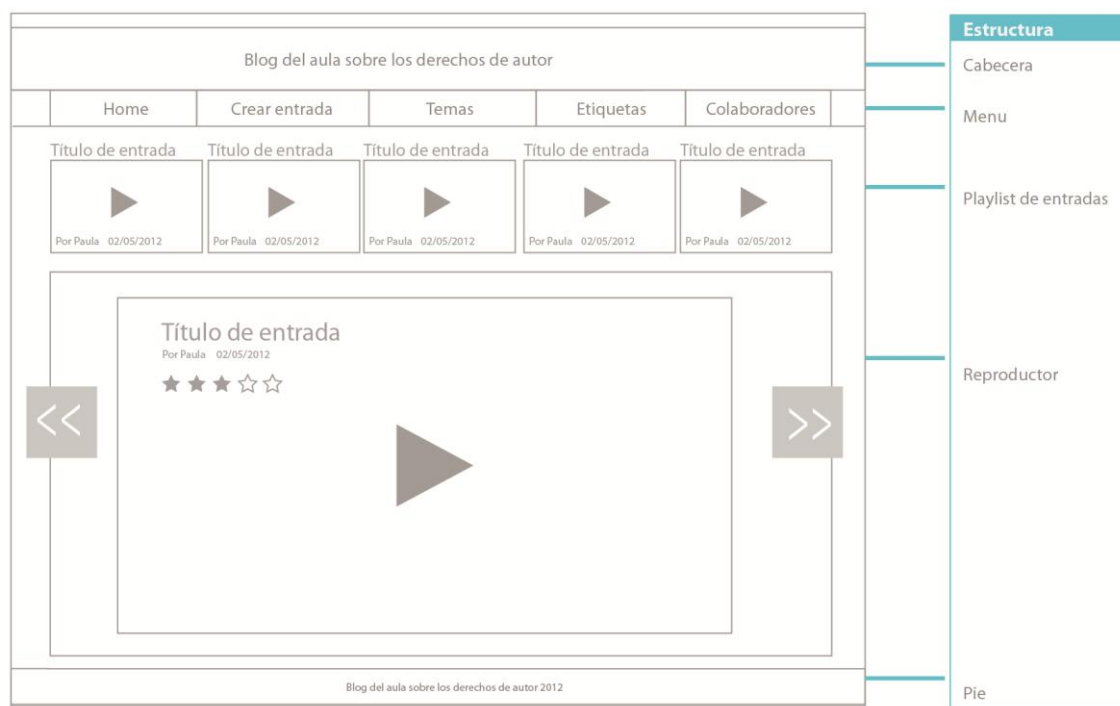 Blog del aula sobre los derechos de autor
Home Crear entrada Temas Etiquetas Colaboradores
Título de entrada Título de entrada Título de entrada Título de entrada Título de entrada
Por Paula 02/05/2012 Por Paula 02/05/2012 Por Paula 02/05/2012 Por Paula 02/05/2012 Por Paula 02/05/2012
Título de entrada
Por Paula 02/05/2012
<< >>
Blog del aula sobre los derechos de autor 2012
Estructura
Cabecera
Menu
Playlist de entradas
Reproductor
Pie